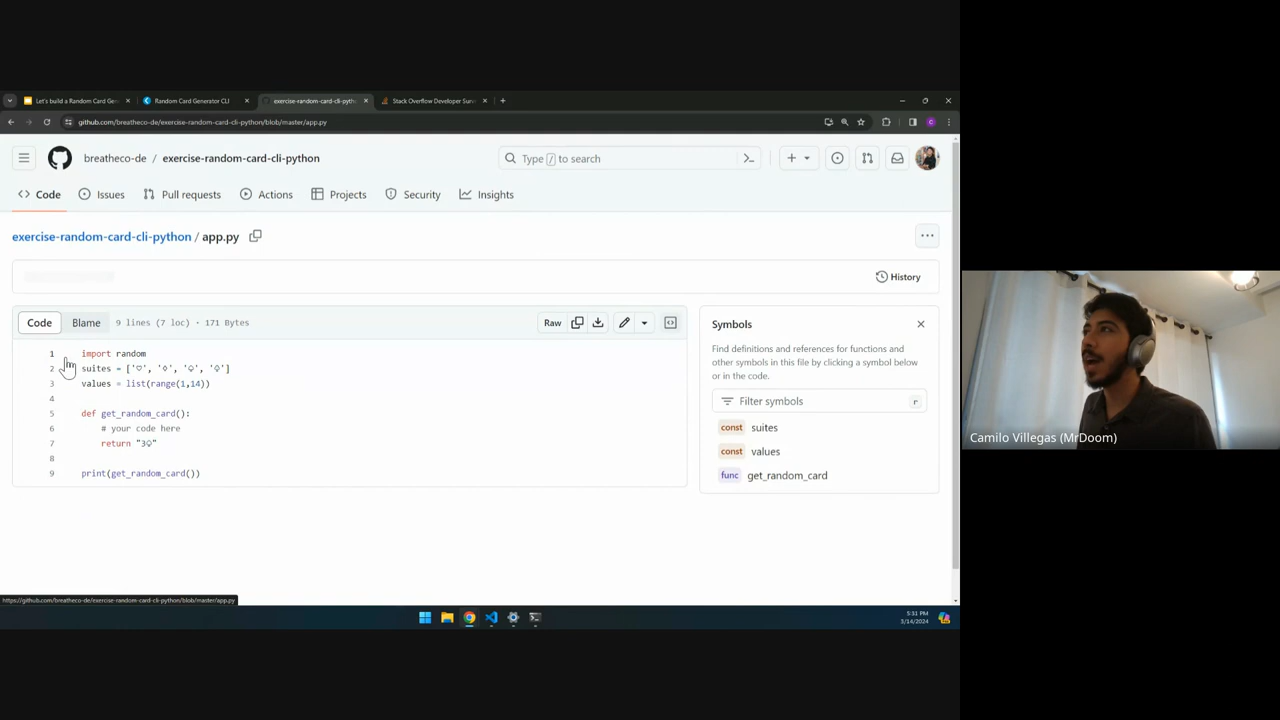 Let's build a Random Card Gen
Random Card Generator CLI
exercise-random-card-cli-pyth
Stack Overflow Developer Surv
github.com/breatheco-de/exercise-random-card-cli-python/blob/master/app.py
breatheco-de / exercise-random-card-cli-python
Type / to search
Code
Issues
Pull requests
Actions
Projects
Security
Insights
exercise-random-card-cli-python / app.py
History
Code
Blame
9 lines (7 loc) · 171 Bytes
Raw
1 import random
2 suites = ['♡', '◊', '♤', '♧']
3 values = list(range(1,14))
4
5 def get_random_card():
6 # your code here
7 return "3♤"
8
9 print(get_random_card())
Symbols
Find definitions and references for functions and
other symbols in this file by clicking a symbol below
or in the code.
Filter symbols
r
const suites
const values
func get_random_card
https://github.com/breatheco-de/exercise-random-card-cli-python/blob/master/app.py
5:31 PM
3/14/2024
Camilo Villegas (MrDoom)